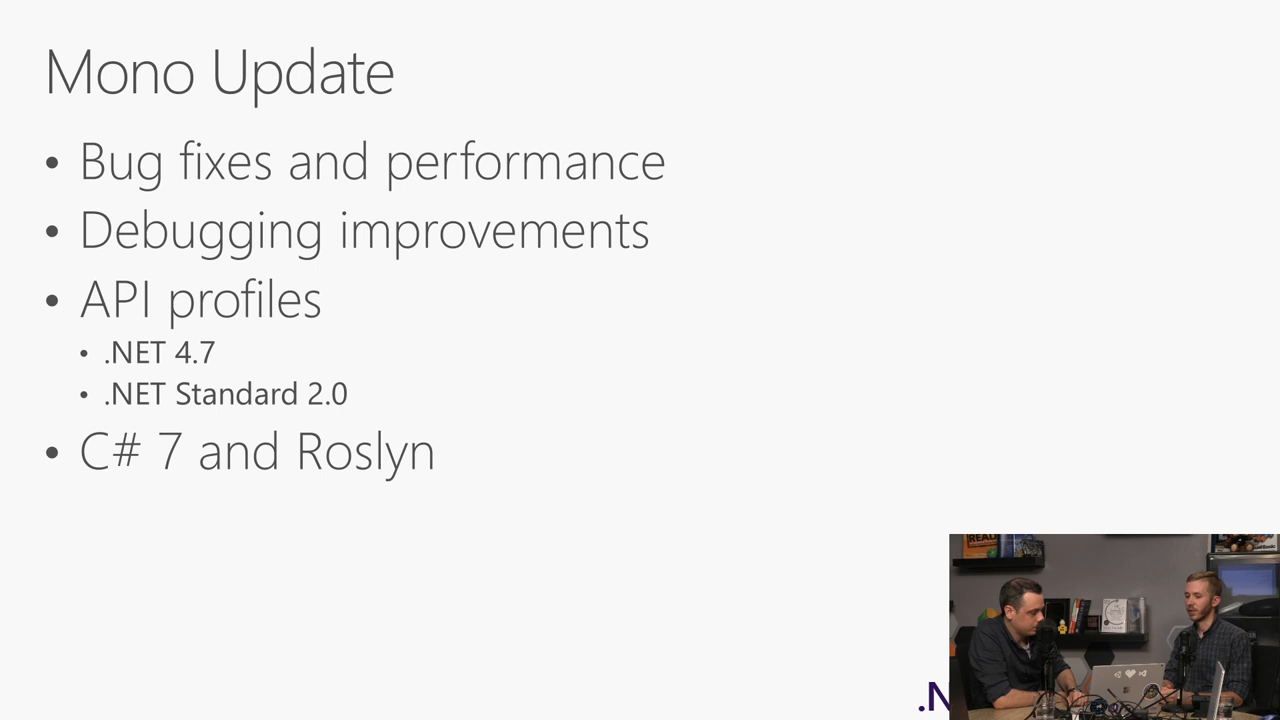 Mono Update
• Bug fixes and performance
• Debugging improvements
• API profiles
• .NET 4.7
• .NET Standard 2.0
• C# 7 and Roslyn
.N
READ